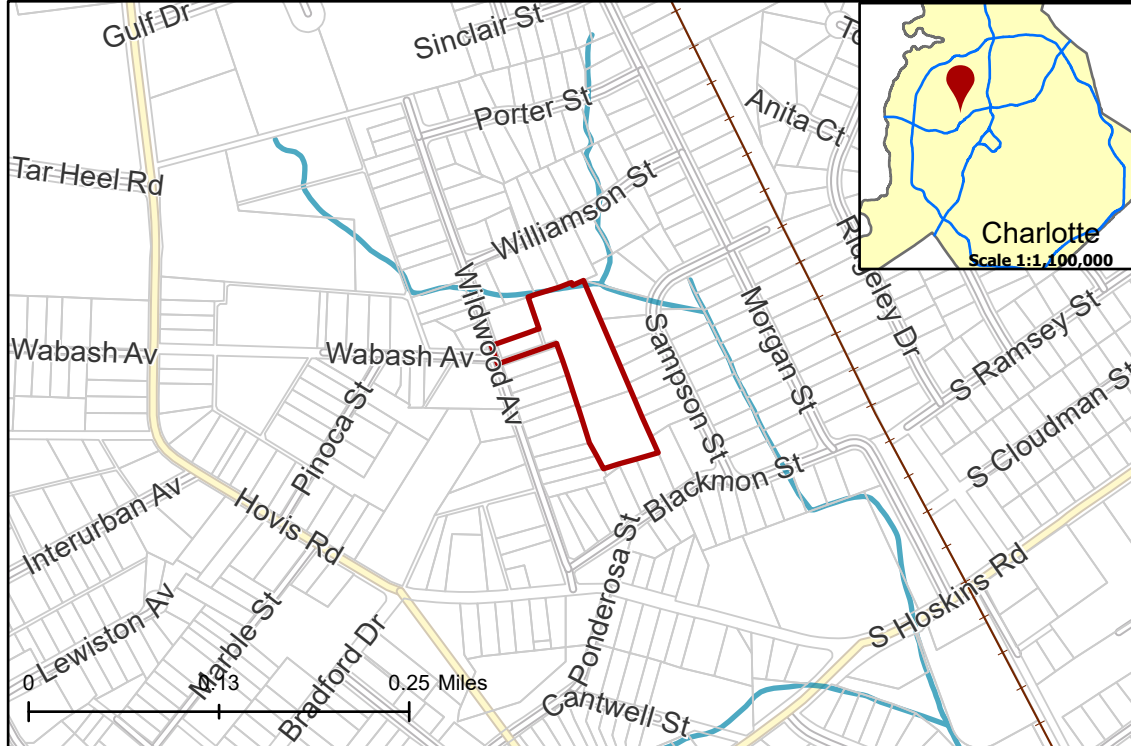 Gulf Dr
Sinclair St
To
Porter St
Anita Ct
Tar Heel Rd
Williamson St
Ridgeley Dr
Charlotte
Scale 1:1,100,000
Wildwood Av
Morgan St
Sampson St
S Ramsey St
Wabash Av
Wabash Av
Pinoca St
S Cloudman St
Blackmon St
Interurban Av
Hovis Rd
Ponderosa St
S Hoskins Rd
Lewiston Av
Marble St
Bradford Dr
Cantwell St
0
0.13
0.25 Miles